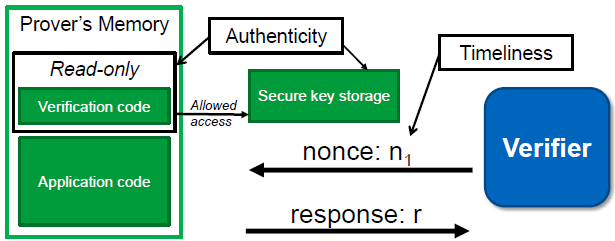 Prover's Memory
Authenticity
Timeliness
Read-only
Verification code
Allowed
access
Secure key storage
Application code
nonce: n1
Verifier
response: r